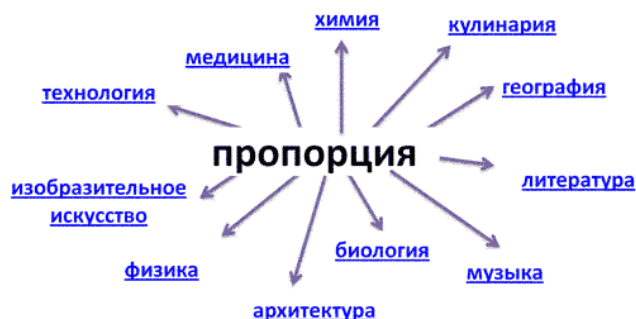 химия
кулинария
медицина
география
технология
пропорция
литература
изобразительное
искусство
биология
физика
музыка
архитектура